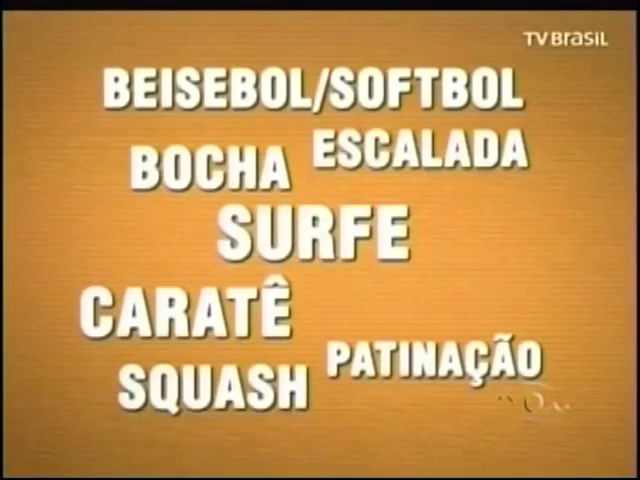 TV BRASIL
BEISEBOL/SOFTBOL
ESCALADA
BOCHA
SURFE
CARATÊ
PATINAÇÃO
SQUASH